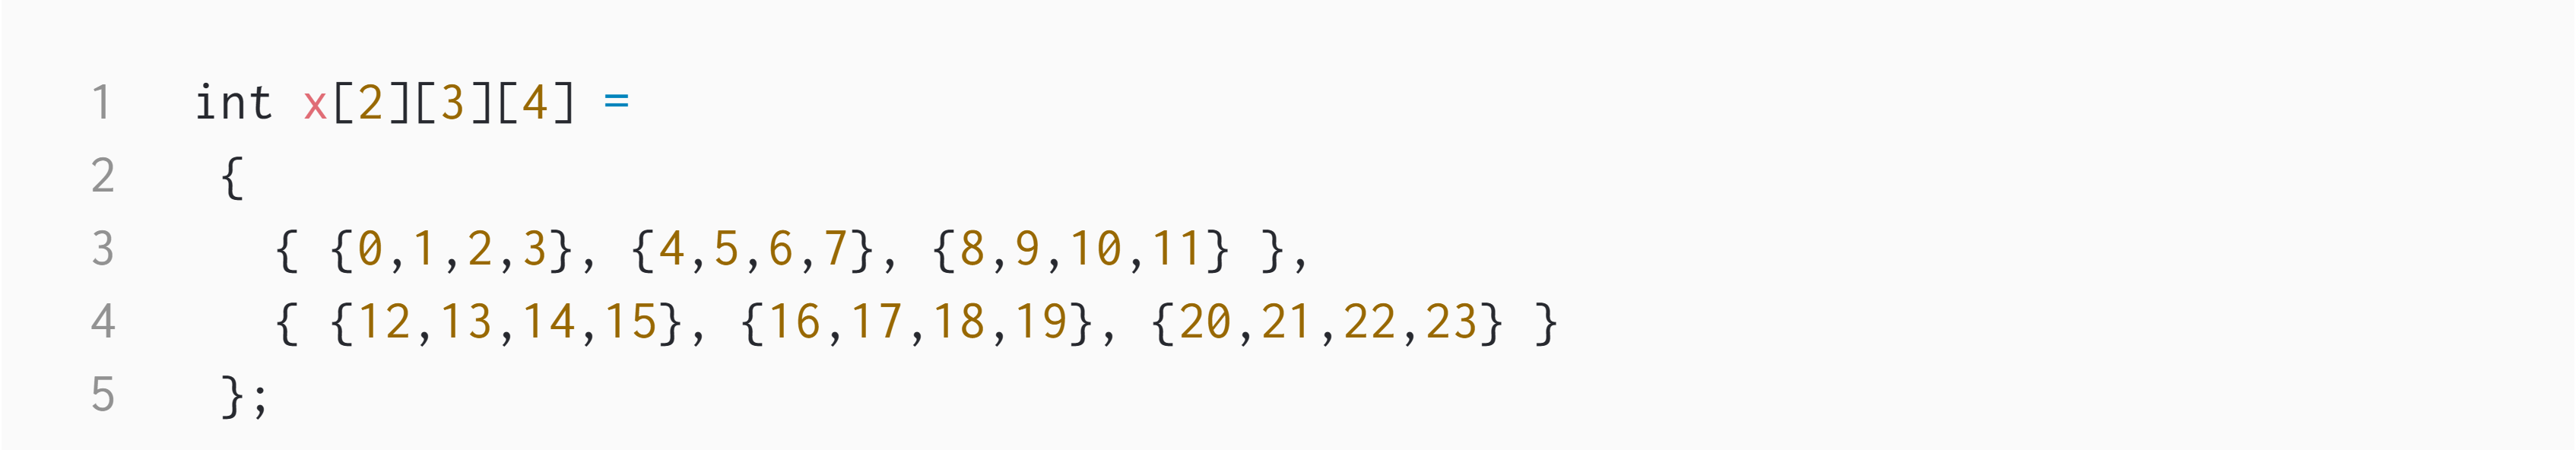 1 int x[2][3][4] =
2 {
3 { {0,1,2,3}, {4,5,6,7}, {8,9,10,11} },
4 { {12,13,14,15}, {16,17,18,19}, {20,21,22,23} }
5 };